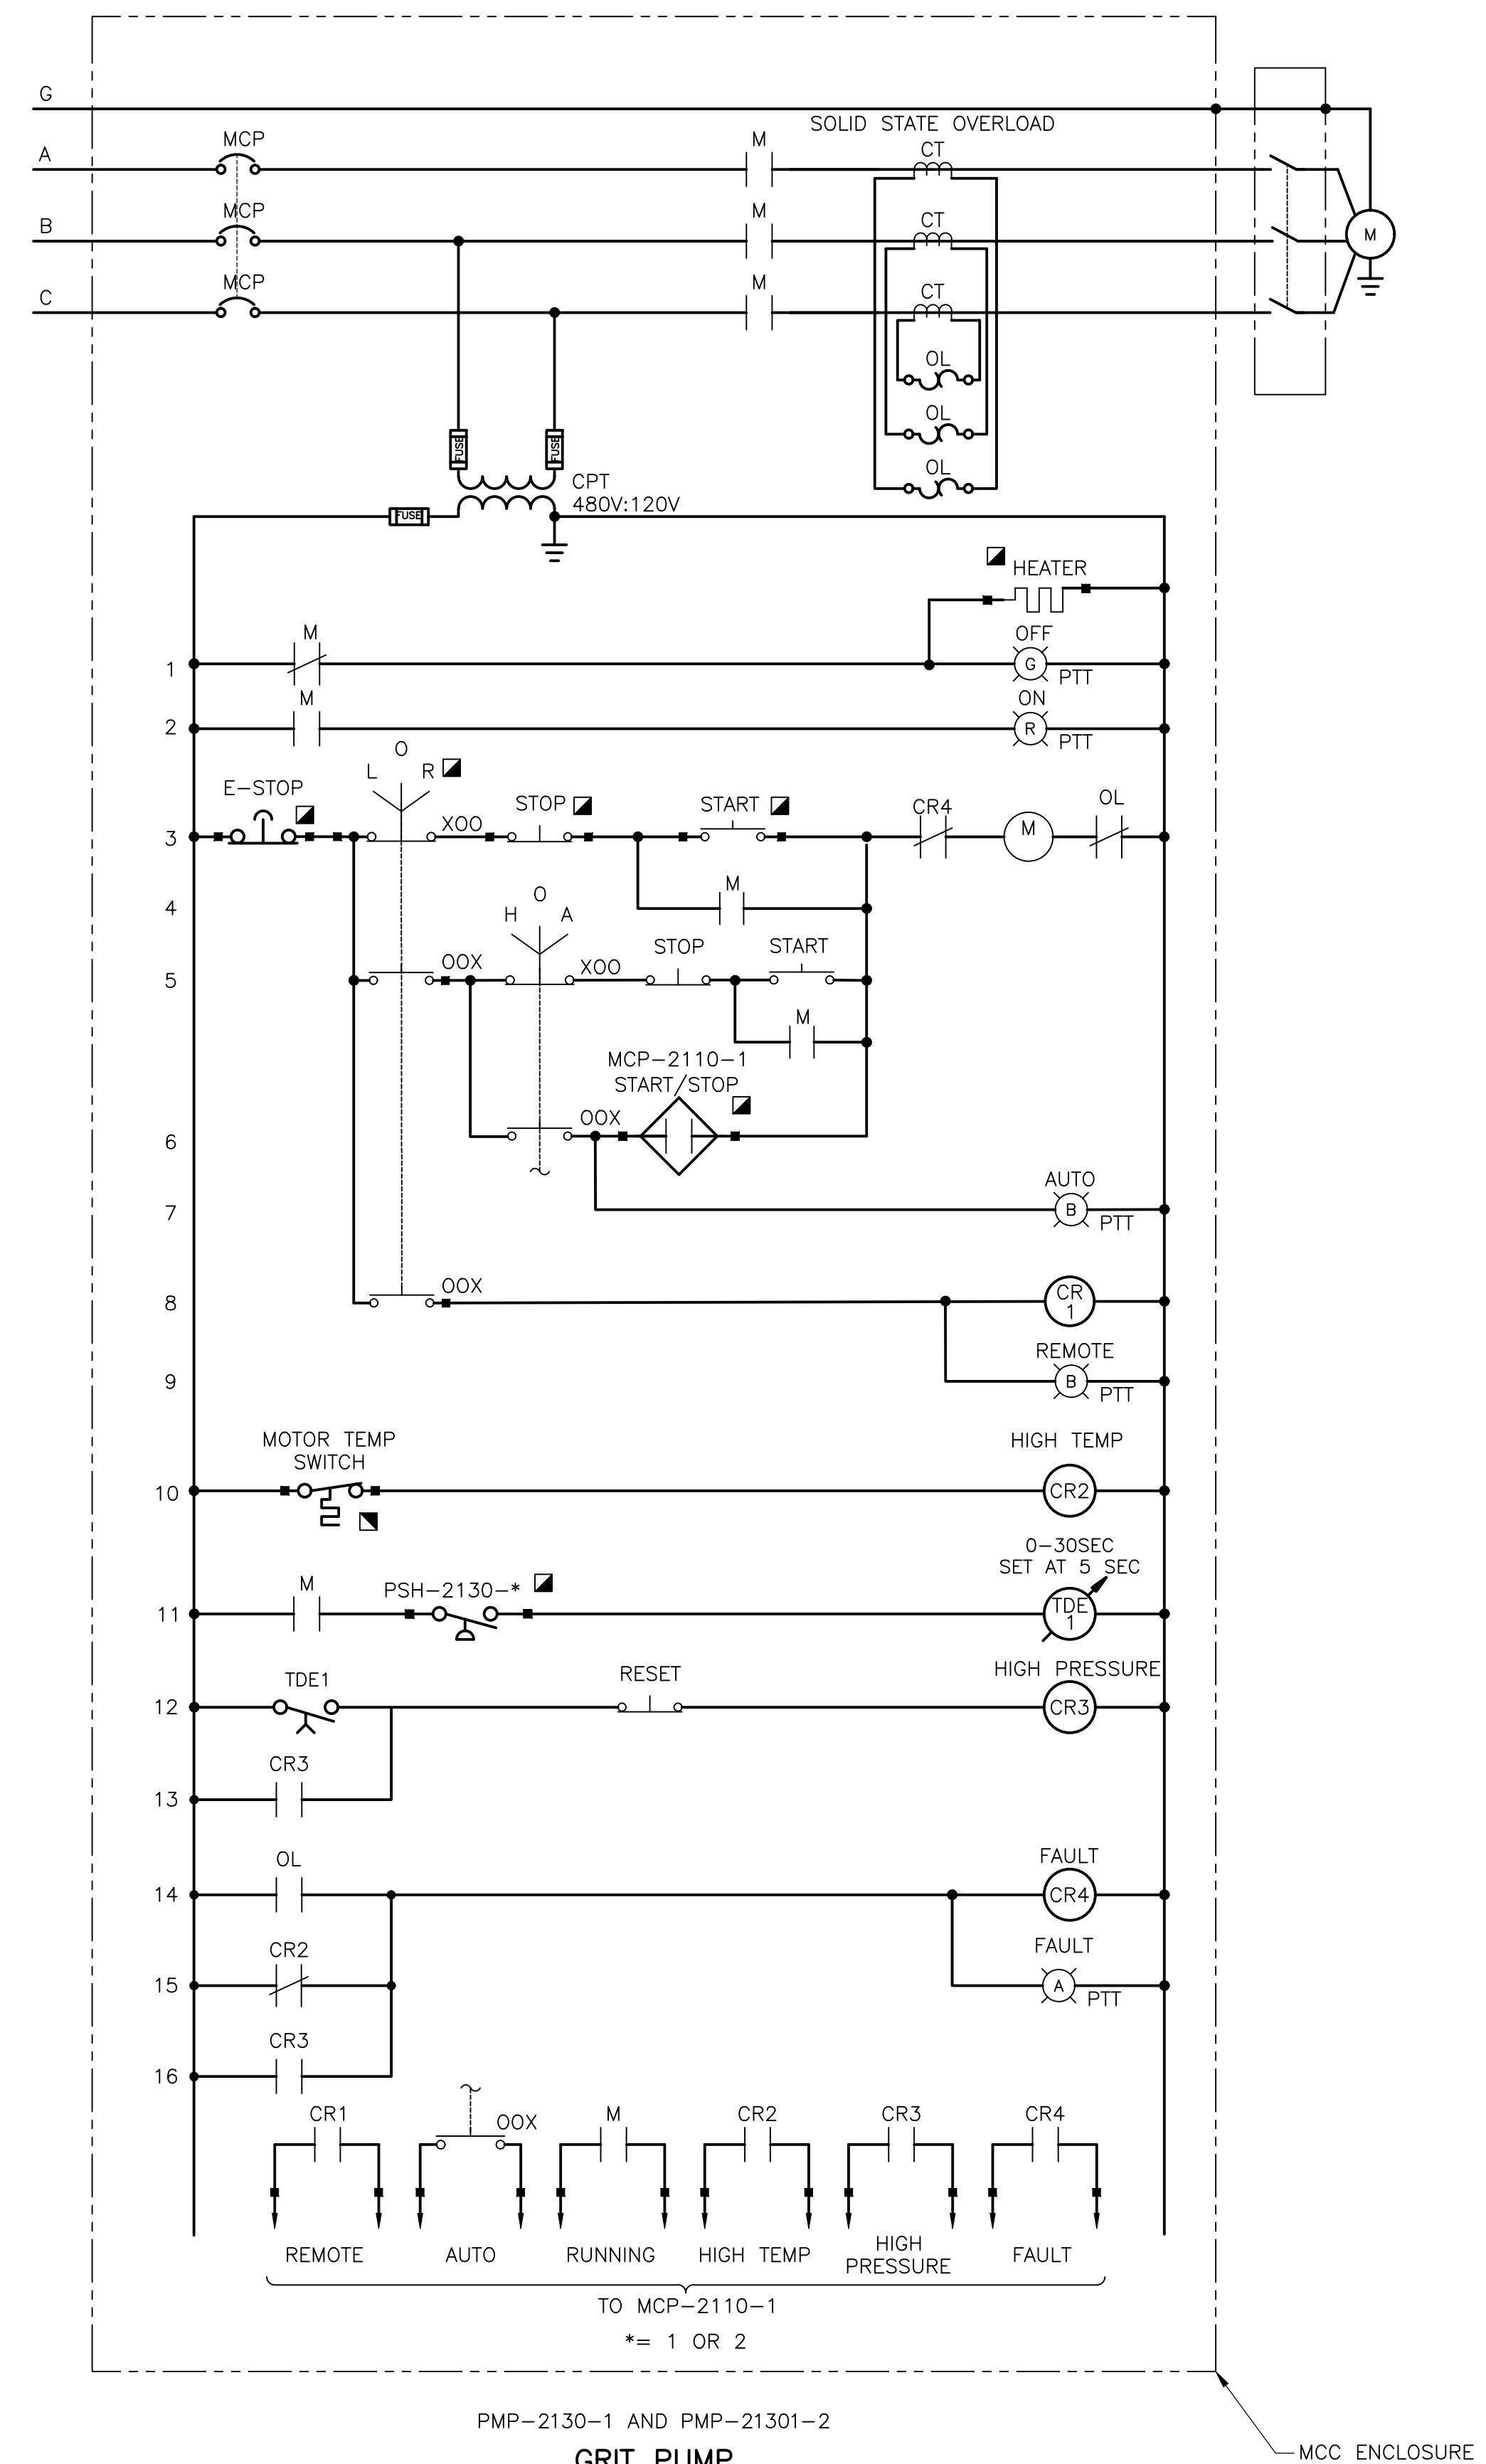 G
SOLID STATE OVERLOAD
A
MCP
M
CT
B
MCP
M
CT
M
C
MCP
M
CT
OL
OL
OL
FUSE
FUSE
CPT
480V:120V
FUSE
HEATER
OFF
1
M
G
PTT
ON
2
M
R
PTT
O
L R
E-STOP
STOP
START
CR4
OL
3
XOO
M
4
M
O
H A
STOP
START
5
OOX
XOO
M
MCP-2110-1
START/STOP
6
OOX
AUTO
7
B
PTT
8
OOX
CR
1
REMOTE
9
B
PTT
MOTOR TEMP
SWITCH
HIGH TEMP
10
CR2
0-30SEC
SET AT 5 SEC
11
M
PSH-2130-*
TDE
1
HIGH PRESSURE
12
TDE1
RESET
CR3
13
CR3
FAULT
14
OL
CR4
FAULT
15
CR2
A
PTT
16
CR3
CR1
OOX
M
CR2
CR3
CR4
REMOTE
AUTO
RUNNING
HIGH TEMP
HIGH
PRESSURE
FAULT
TO MCP-2110-1
*= 1 OR 2
PMP-2130-1 AND PMP-21301-2
GRIT PUMP
MCC ENCLOSURE